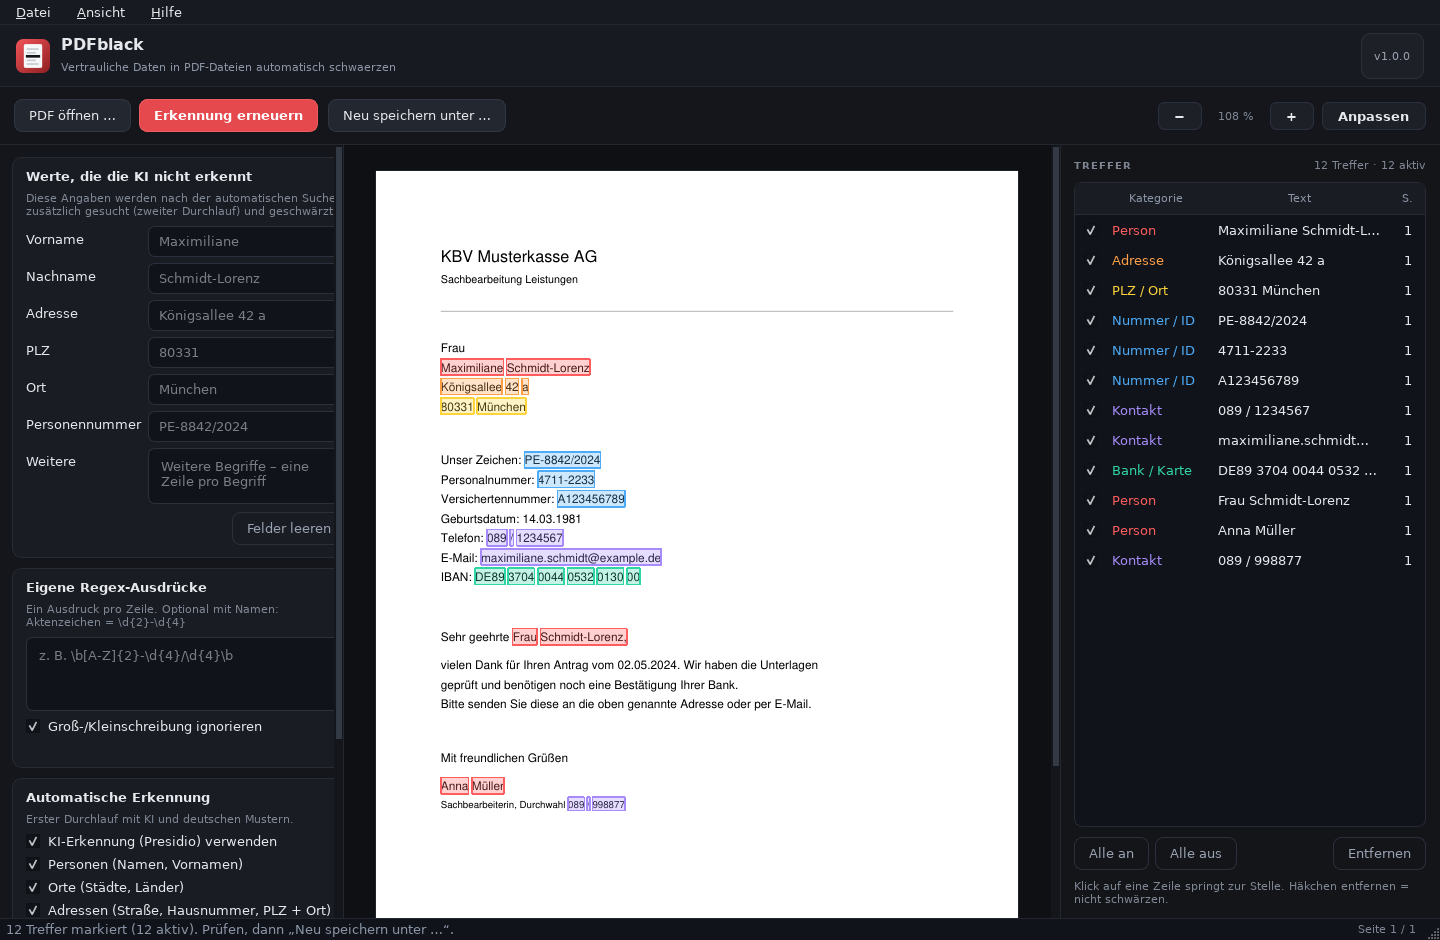 Datei Ansicht Hilfe
PDFblack
Vertrauliche Daten in PDF-Dateien automatisch schwaerzen
v1.0.0
PDF öffnen ...
Erkennung erneuern
Neu speichern unter ...
−
108 %
+
Anpassen
Werte, die die KI nicht erkennt
Diese Angaben werden nach der automatischen Suche
zusätzlich gesucht (zweiter Durchlauf) und geschwärzt
Vorname Maximiliane
Nachname Schmidt-Lorenz
Adresse Königsallee 42 a
PLZ 80331
Ort München
Personennummer PE-8842/2024
Weitere Weitere Begriffe – eine
Zeile pro Begriff
Felder leeren
Eigene Regex-Ausdrücke
Ein Ausdruck pro Zeile. Optional mit Namen:
Aktenzeichen = \d{2}-\d{4}
z. B. \b[A-Z]{2}-\d{4}/\d{4}\b
✓ Groß-/Kleinschreibung ignorieren
Automatische Erkennung
Erster Durchlauf mit KI und deutschen Mustern.
✓ KI-Erkennung (Presidio) verwenden
✓ Personen (Namen, Vornamen)
✓ Orte (Städte, Länder)
✓ Adressen (Straße, Hausnummer, PLZ + Ort)
KBV Musterkasse AG
Sachbearbeitung Leistungen
Frau
Maximiliane Schmidt-Lorenz
Königsallee 42 a
80331 München
Unser Zeichen: PE-8842/2024
Personalnummer: 4711-2233
Versichertennummer: A123456789
Geburtsdatum: 14.03.1981
Telefon: 089 / 1234567
E-Mail: maximiliane.schmidt@example.de
IBAN: DE89 3704 0044 0532 0130 00
Sehr geehrte Frau Schmidt-Lorenz,
vielen Dank für Ihren Antrag vom 02.05.2024. Wir haben die Unterlagen
geprüft und benötigen noch eine Bestätigung Ihrer Bank.
Bitte senden Sie diese an die oben genannte Adresse oder per E-Mail.
Mit freundlichen Grüßen
Anna Müller
Sachbearbeiterin, Durchwahl 089 / 998877
TREFFER 12 Treffer · 12 aktiv
Kategorie Text S.
✓ Person Maximiliane Schmidt-L... 1
✓ Adresse Königsallee 42 a 1
✓ PLZ / Ort 80331 München 1
✓ Nummer / ID PE-8842/2024 1
✓ Nummer / ID 4711-2233 1
✓ Nummer / ID A123456789 1
✓ Kontakt 089 / 1234567 1
✓ Kontakt maximiliane.schmidt... 1
✓ Bank / Karte DE89 3704 0044 0532 ... 1
✓ Person Frau Schmidt-Lorenz 1
✓ Person Anna Müller 1
✓ Kontakt 089 / 998877 1
Alle an Alle aus Entfernen
Klick auf eine Zeile springt zur Stelle. Häkchen entfernen =
nicht schwärzen.
12 Treffer markiert (12 aktiv). Prüfen, dann „Neu speichern unter ...“.
Seite 1 / 1